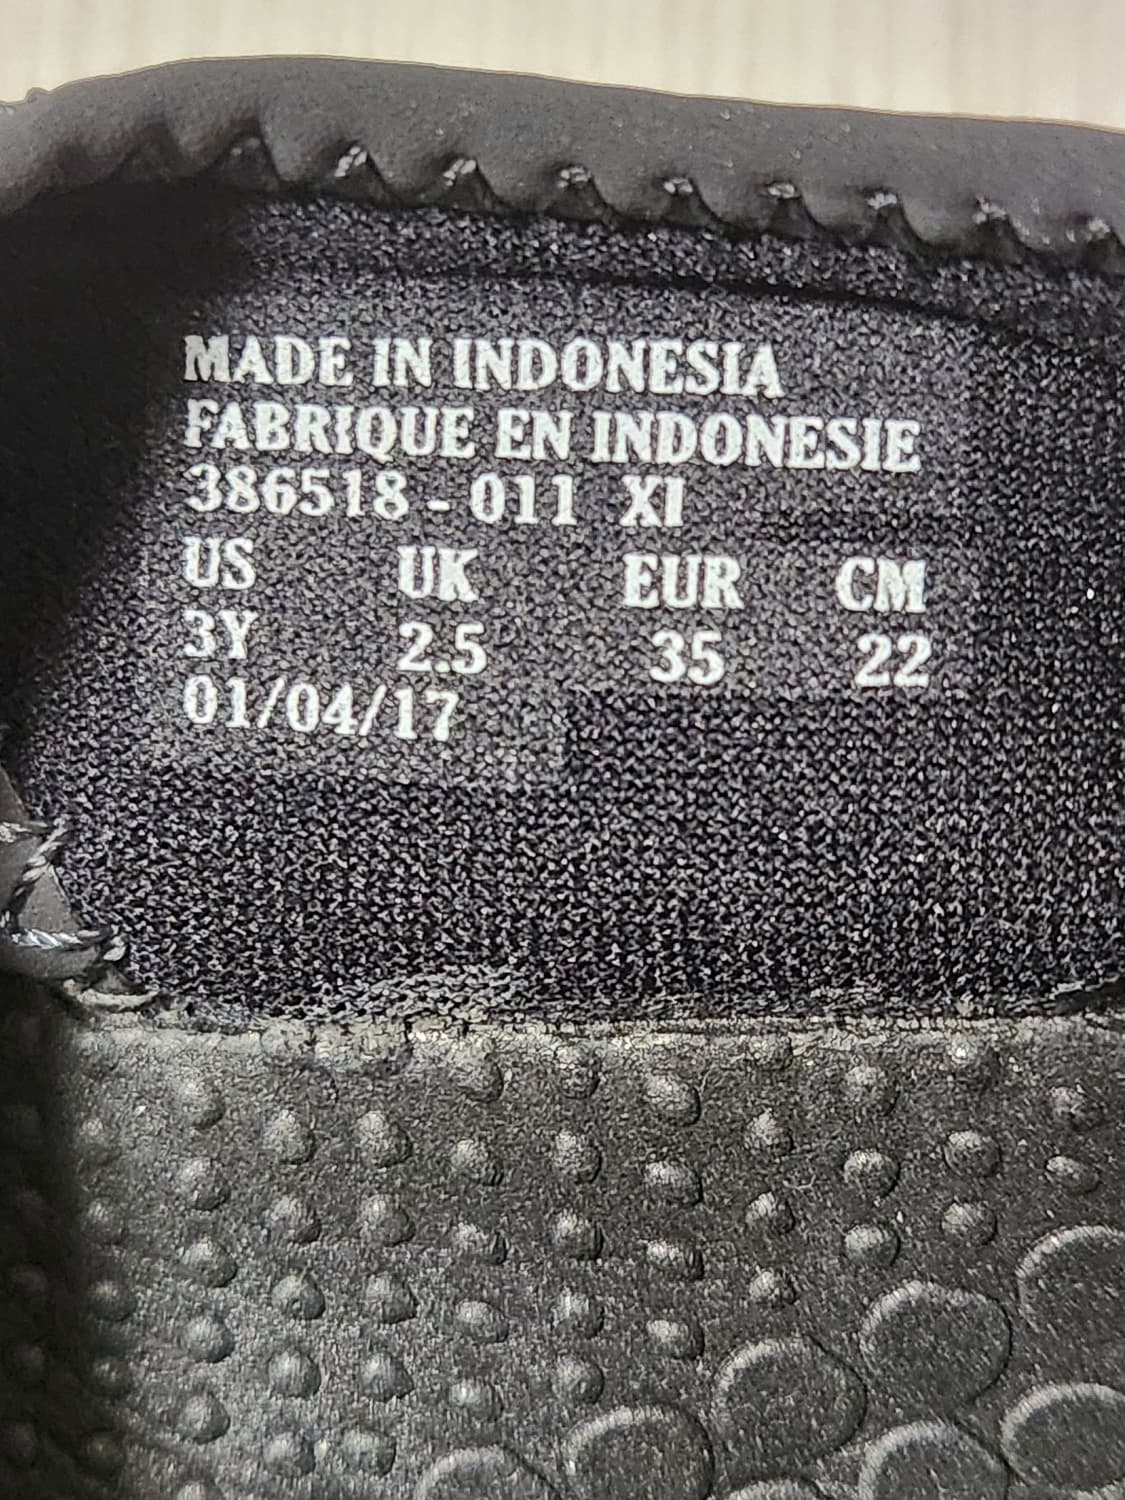 MADE IN INDONESIA
FABRIQUE EN INDONESIE
386518 - 011 XI
US UK EUR CM
3Y 2.5 35 22
01/04/17